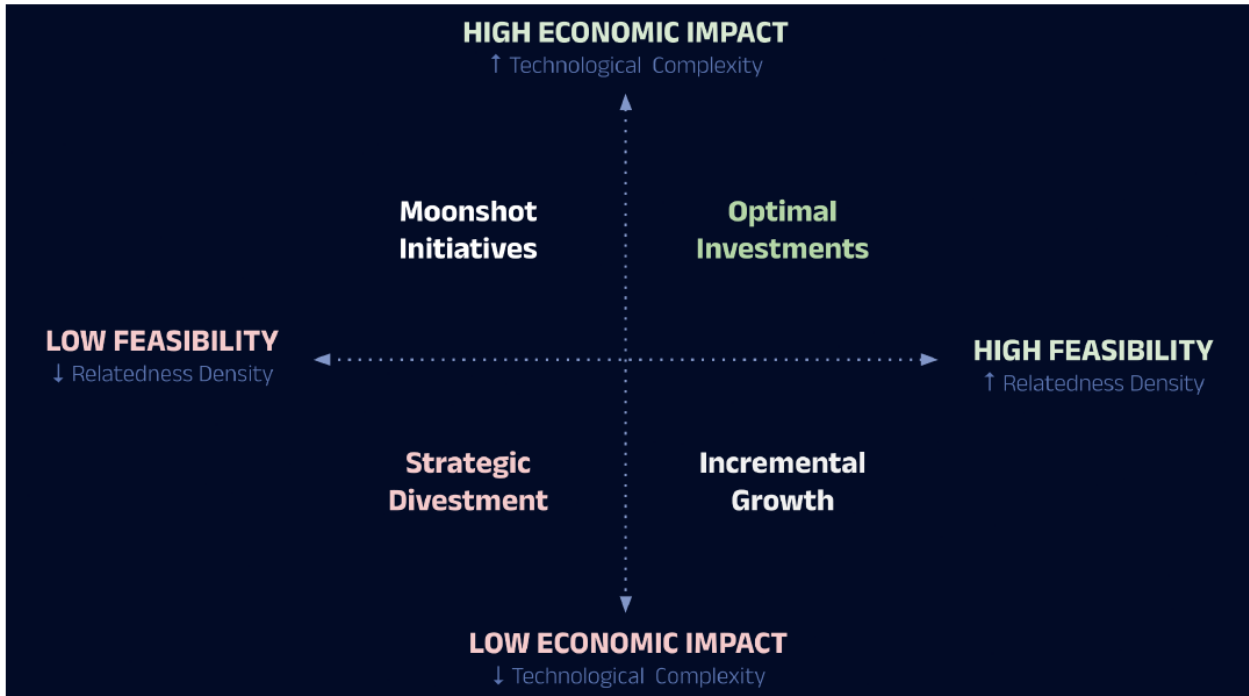 HIGH ECONOMIC IMPACT
↑ Technological Complexity
Moonshot
Initiatives
Optimal
Investments
LOW FEASIBILITY
↓ Relatedness Density
HIGH FEASIBILITY
↑ Relatedness Density
Strategic
Divestment
Incremental
Growth
LOW ECONOMIC IMPACT
↓ Technological Complexity